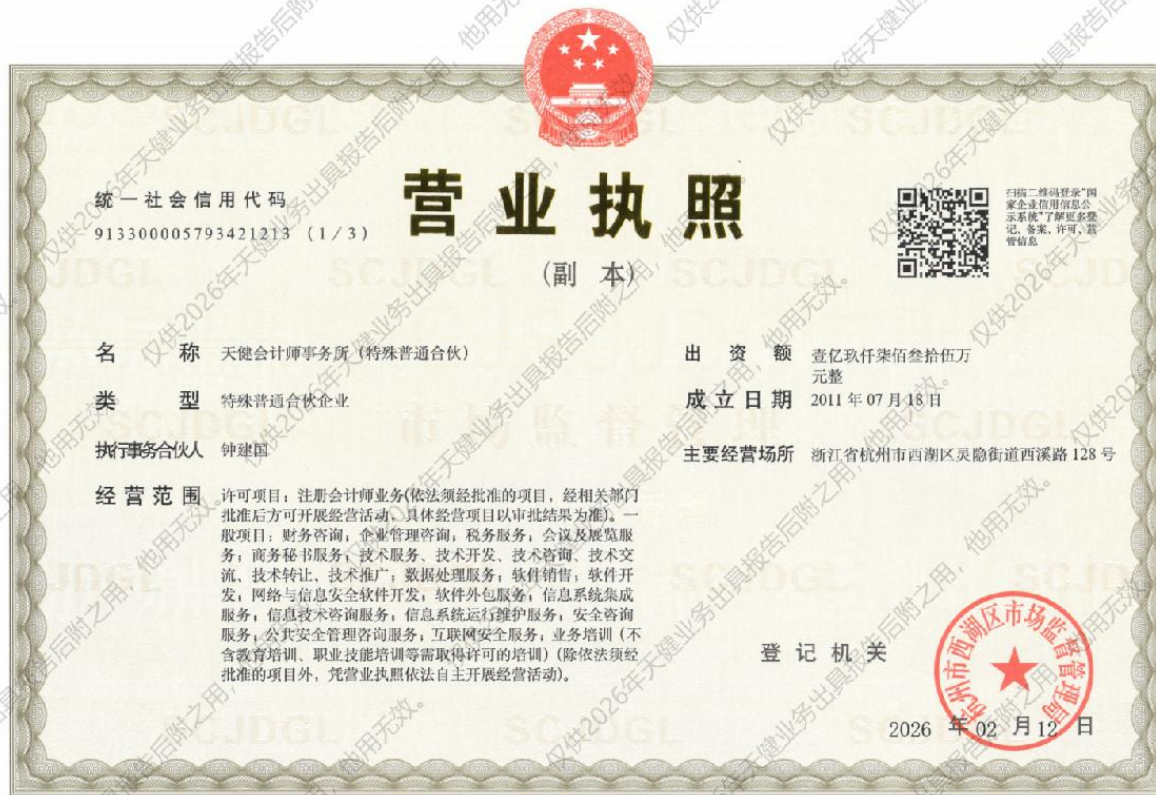 统一社会信用代码
913300005793421213 (1/3)
营业执照
(副 本)
扫描二维码登录“国
家企业信用信息公
示系统”了解更多登
记、备案、许可、监
管信息
名 称 天健会计师事务所(特殊普通合伙)
类 型 特殊普通合伙企业
执行事务合伙人 钟建国
经营范围 许可项目:注册会计师业务(依法须经批准的项目,经相关部门
批准后方可开展经营活动,具体经营项目以审批结果为准)。一
般项目:财务咨询;企业管理咨询;税务服务;会议及展览服
务;商务秘书服务;技术服务、技术开发、技术咨询、技术交
流、技术转让、技术推广;数据处理服务;软件销售;软件开
发;网络与信息安全软件开发;软件外包服务;信息系统集成
服务;信息技术咨询服务;信息系统运行维护服务;安全咨询
服务;公共安全管理咨询服务;互联网安全服务;业务培训(不
含教育培训、职业技能培训等需取得许可的培训)(除依法须经
批准的项目外,凭营业执照依法自主开展经营活动)。
出 资 额 壹亿玖仟柒佰叁拾伍万
元整
成立日期 2011年07月18日
主要经营场所 浙江省杭州市西湖区灵隐街道西溪路128号
登记机关
杭州市西湖区市场监督管理局
2026 年 02 月 12 日
SCJDGL
市场监督管理
仅供2026年天健业务出具报告后附之用,他用无效。